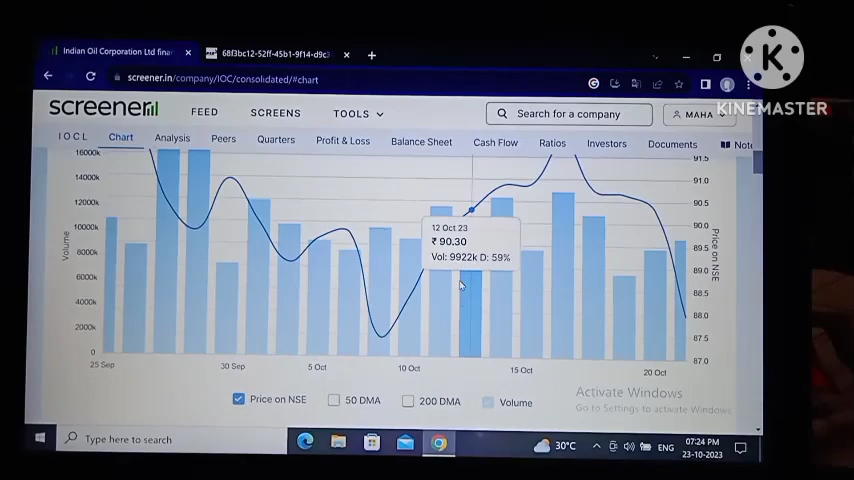 Indian Oil Corporation Ltd finan
68f3bc12-52ff-45b1-9f14-d9c3
screener.in/company/IOC/consolidated/#chart
K
KINEMASTER
screener
FEED
SCREENS
TOOLS
Search for a company
MAHA
IOCL
Chart
Analysis
Peers
Quarters
Profit & Loss
Balance Sheet
Cash Flow
Ratios
Investors
Documents
Note
16000k
14000k
12000k
10000k
8000k
6000k
4000k
2000k
0
Volume
91.5
91.0
90.5
90.0
89.5
89.0
88.5
88.0
87.5
87.0
Price on NSE
12 Oct 23
₹ 90.30
Vol: 9922k D: 59%
25 Sep
30 Sep
5 Oct
10 Oct
15 Oct
20 Oct
Price on NSE
50 DMA
200 DMA
Volume
Activate Windows
Go to Settings to activate Windows
Type here to search
30°C
ENG
07:24 PM
23-10-2023